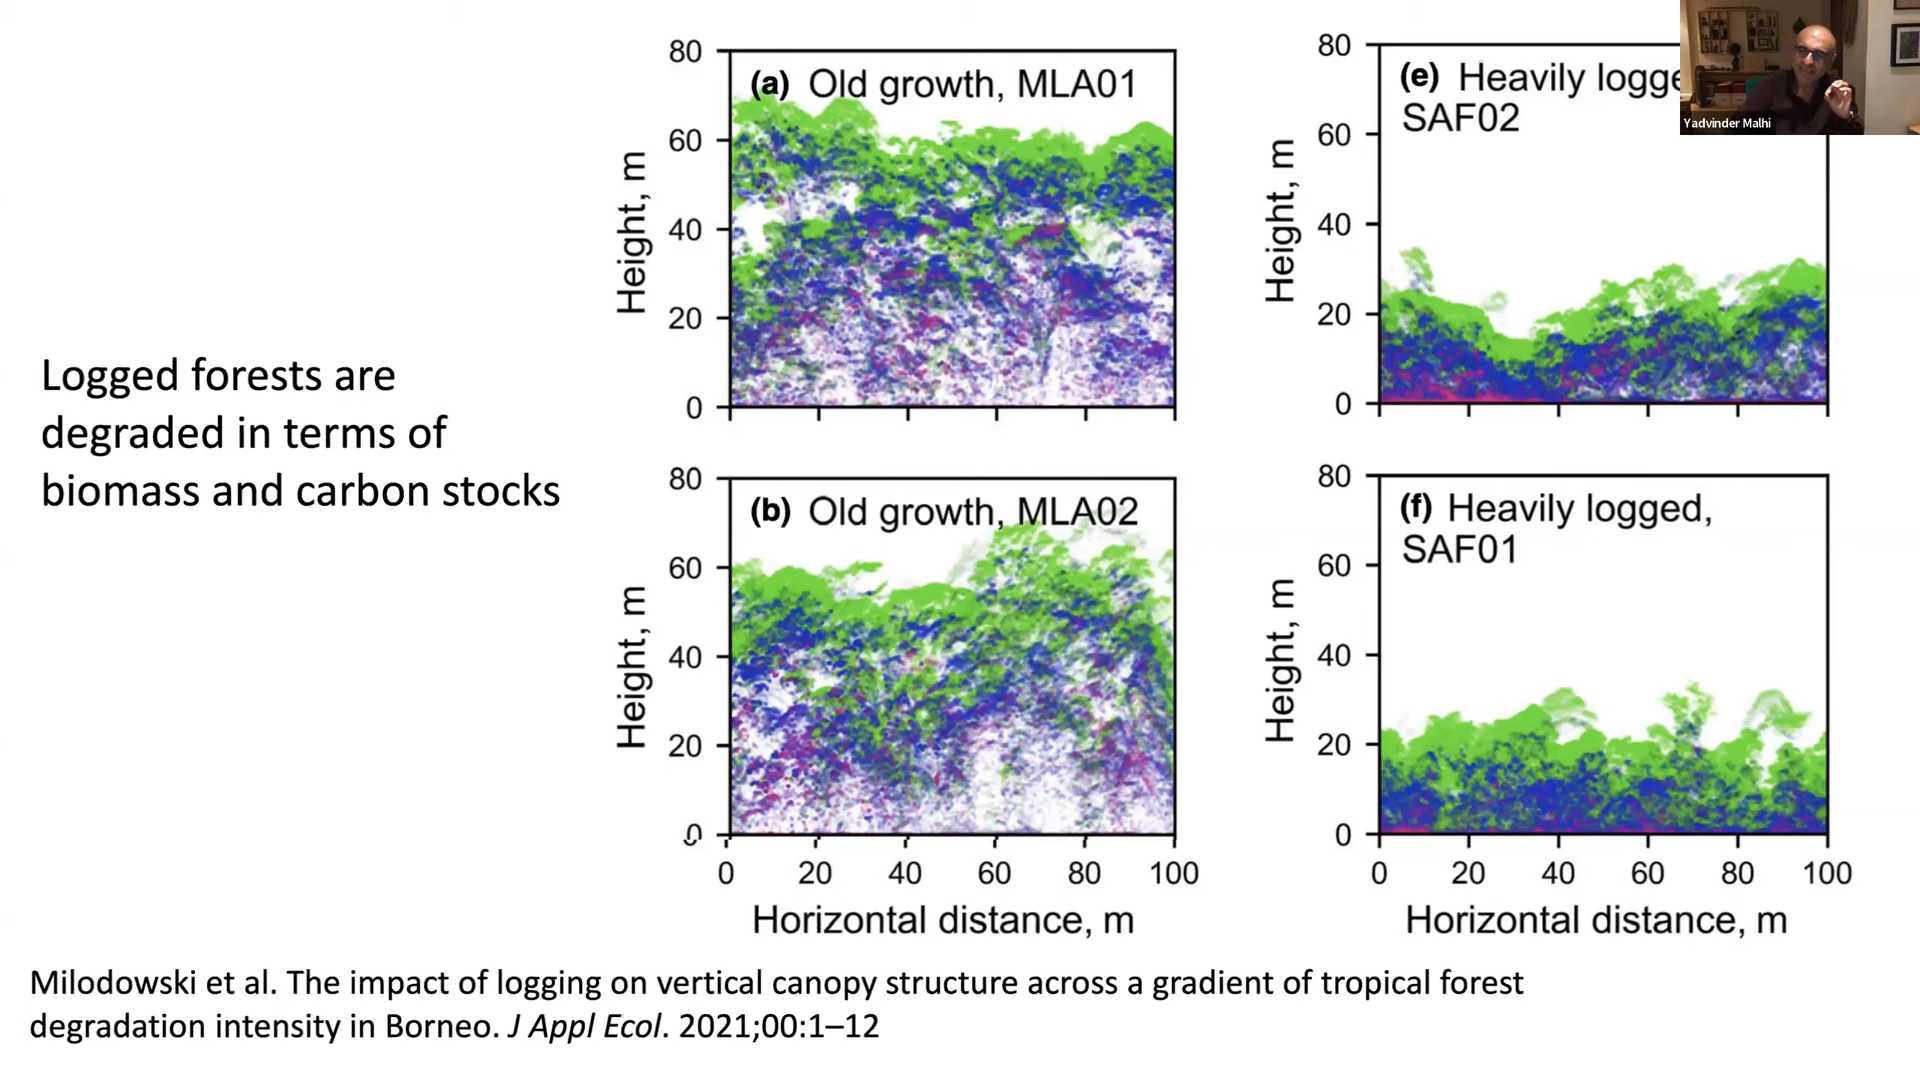 Logged forests are
degraded in terms of
biomass and carbon stocks
80
60
40
20
0
Height, m
(a) Old growth, MLA01
80
60
40
20
0
Height, m
(e) Heavily logge
SAF02
Yadvinder Malhi
80
60
40
20
0
Height, m
(b) Old growth, MLA02
0 20 40 60 80 100
Horizontal distance, m
80
60
40
20
0
Height, m
(f) Heavily logged,
SAF01
0 20 40 60 80 100
Horizontal distance, m
Milodowski et al. The impact of logging on vertical canopy structure across a gradient of tropical forest
degradation intensity in Borneo. J Appl Ecol. 2021;00:1–12